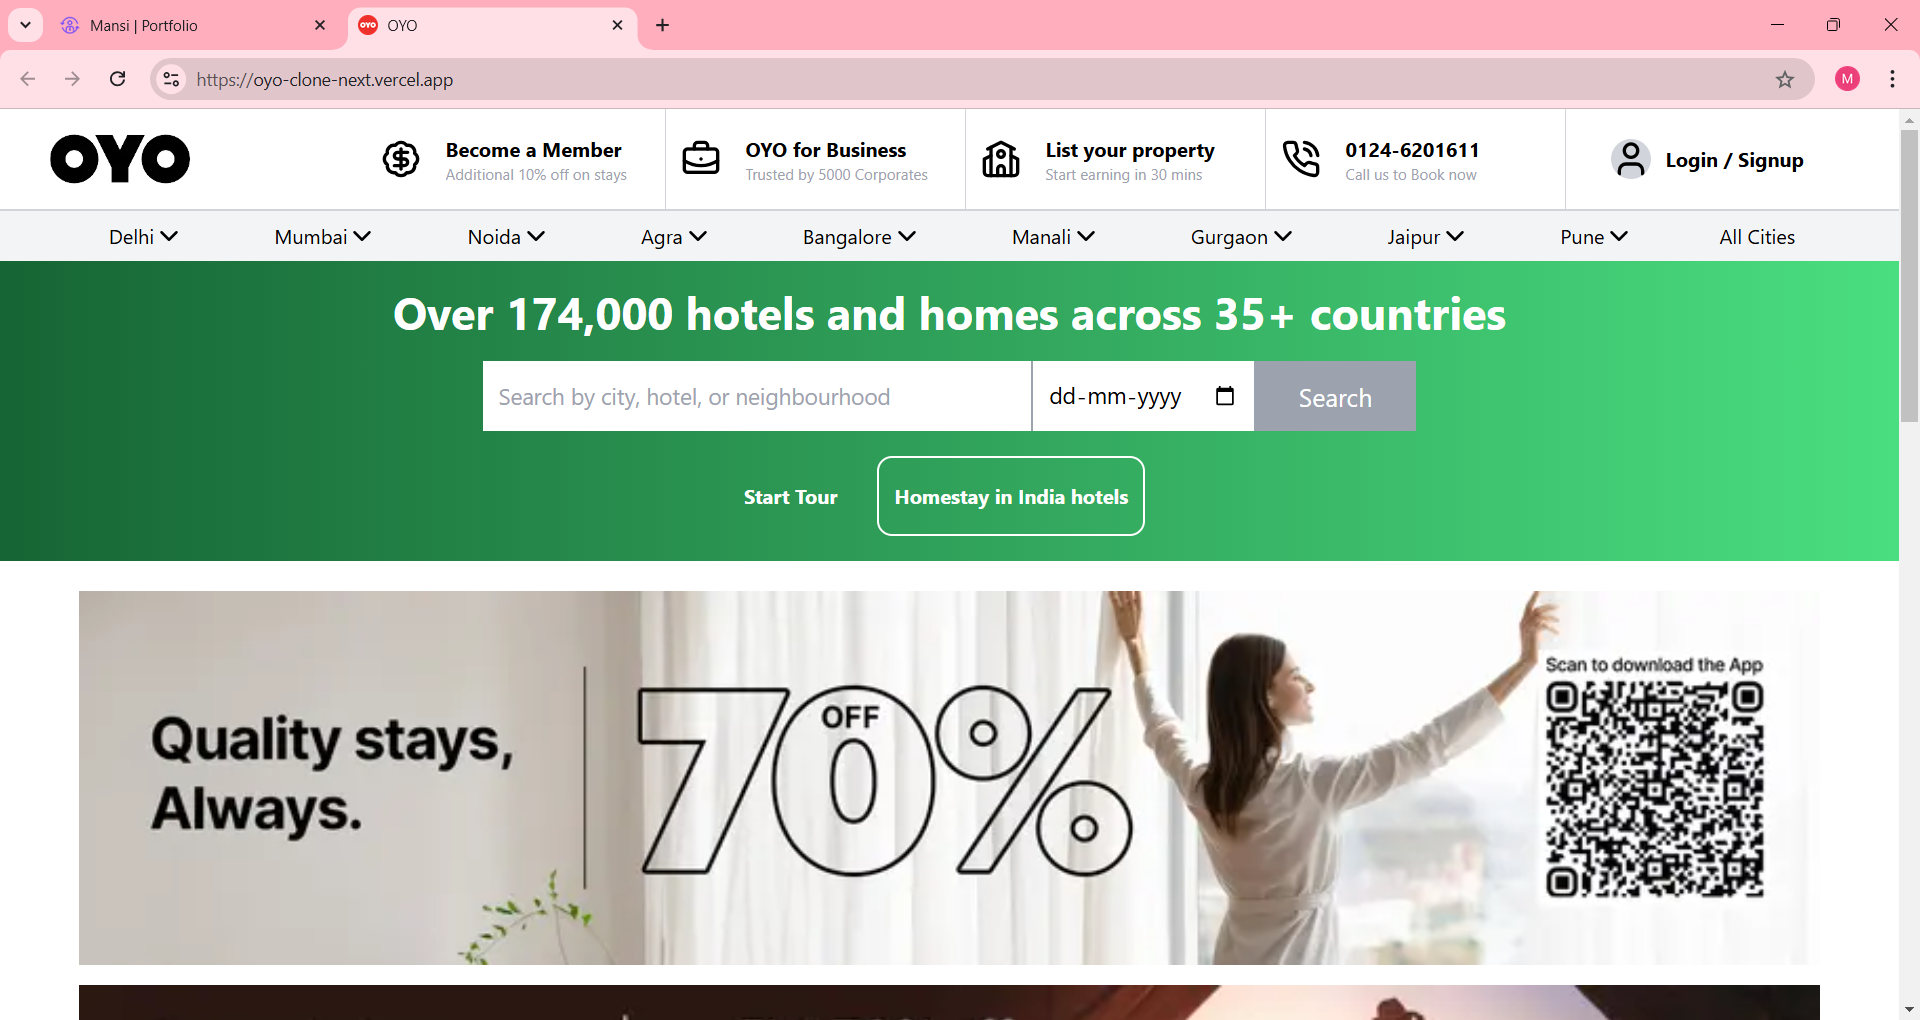 Mansi | Portfolio
OYO
OYO
https://oyo-clone-next.vercel.app
M
OYO
Become a Member
Additional 10% off on stays
OYO for Business
Trusted by 5000 Corporates
List your property
Start earning in 30 mins
0124-6201611
Call us to Book now
Login / Signup
Delhi
Mumbai
Noida
Agra
Bangalore
Manali
Gurgaon
Jaipur
Pune
All Cities
Over 174,000 hotels and homes across 35+ countries
Search by city, hotel, or neighbourhood
dd-mm-yyyy
Search
Start Tour
Homestay in India hotels
Quality stays,
Always.
70%
OFF
Scan to download the App